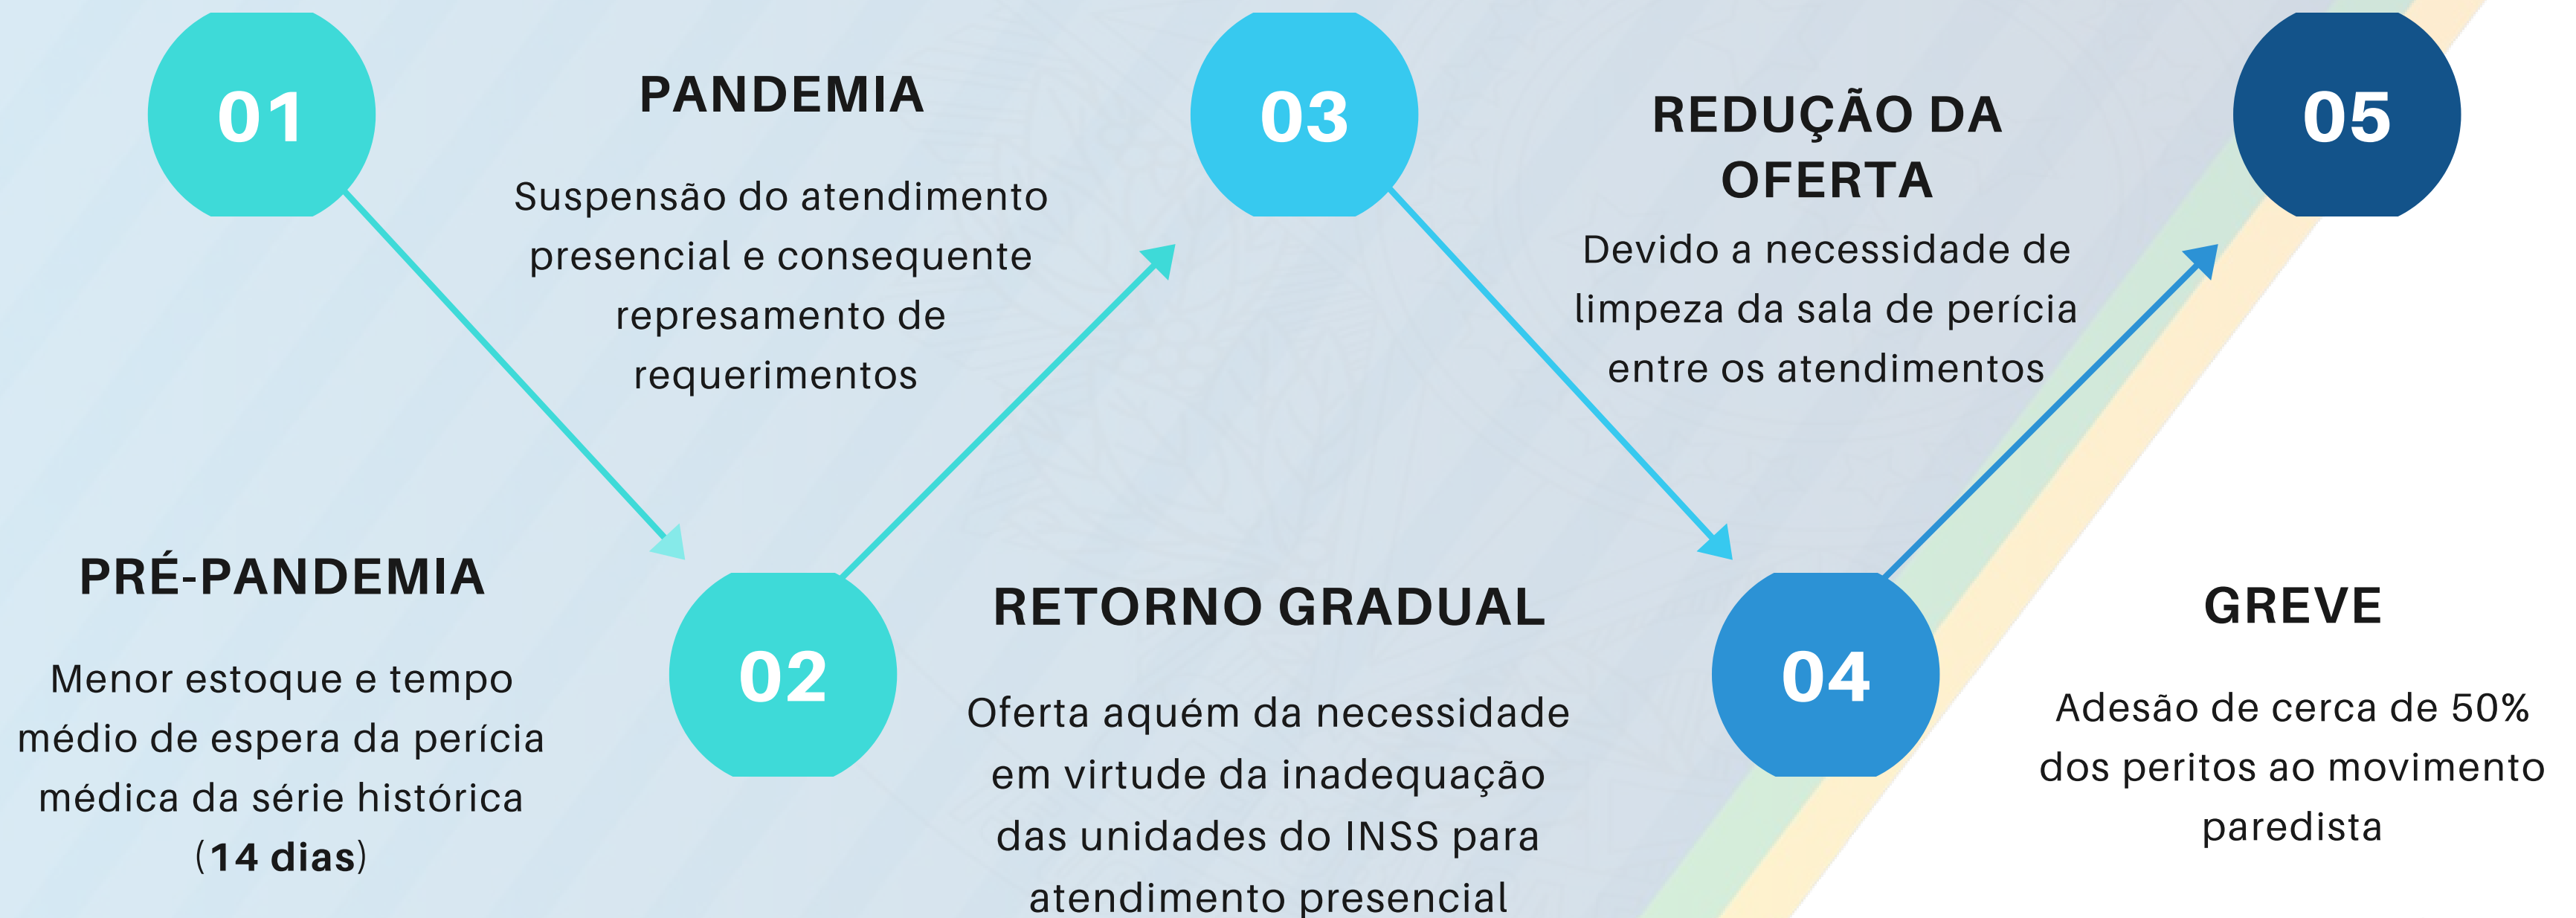 01
PRÉ-PANDEMIA
Menor estoque e tempo
médio de espera da perícia
médica da série histórica
(14 dias)
02
PANDEMIA
Suspensão do atendimento
presencial e consequente
represamento de
requerimentos
03
RETORNO GRADUAL
Oferta aquém da necessidade
em virtude da inadequação
das unidades do INSS para
atendimento presencial
04
REDUÇÃO DA
OFERTA
Devido a necessidade de
limpeza da sala de perícia
entre os atendimentos
05
GREVE
Adesão de cerca de 50%
dos peritos ao movimento
paredista